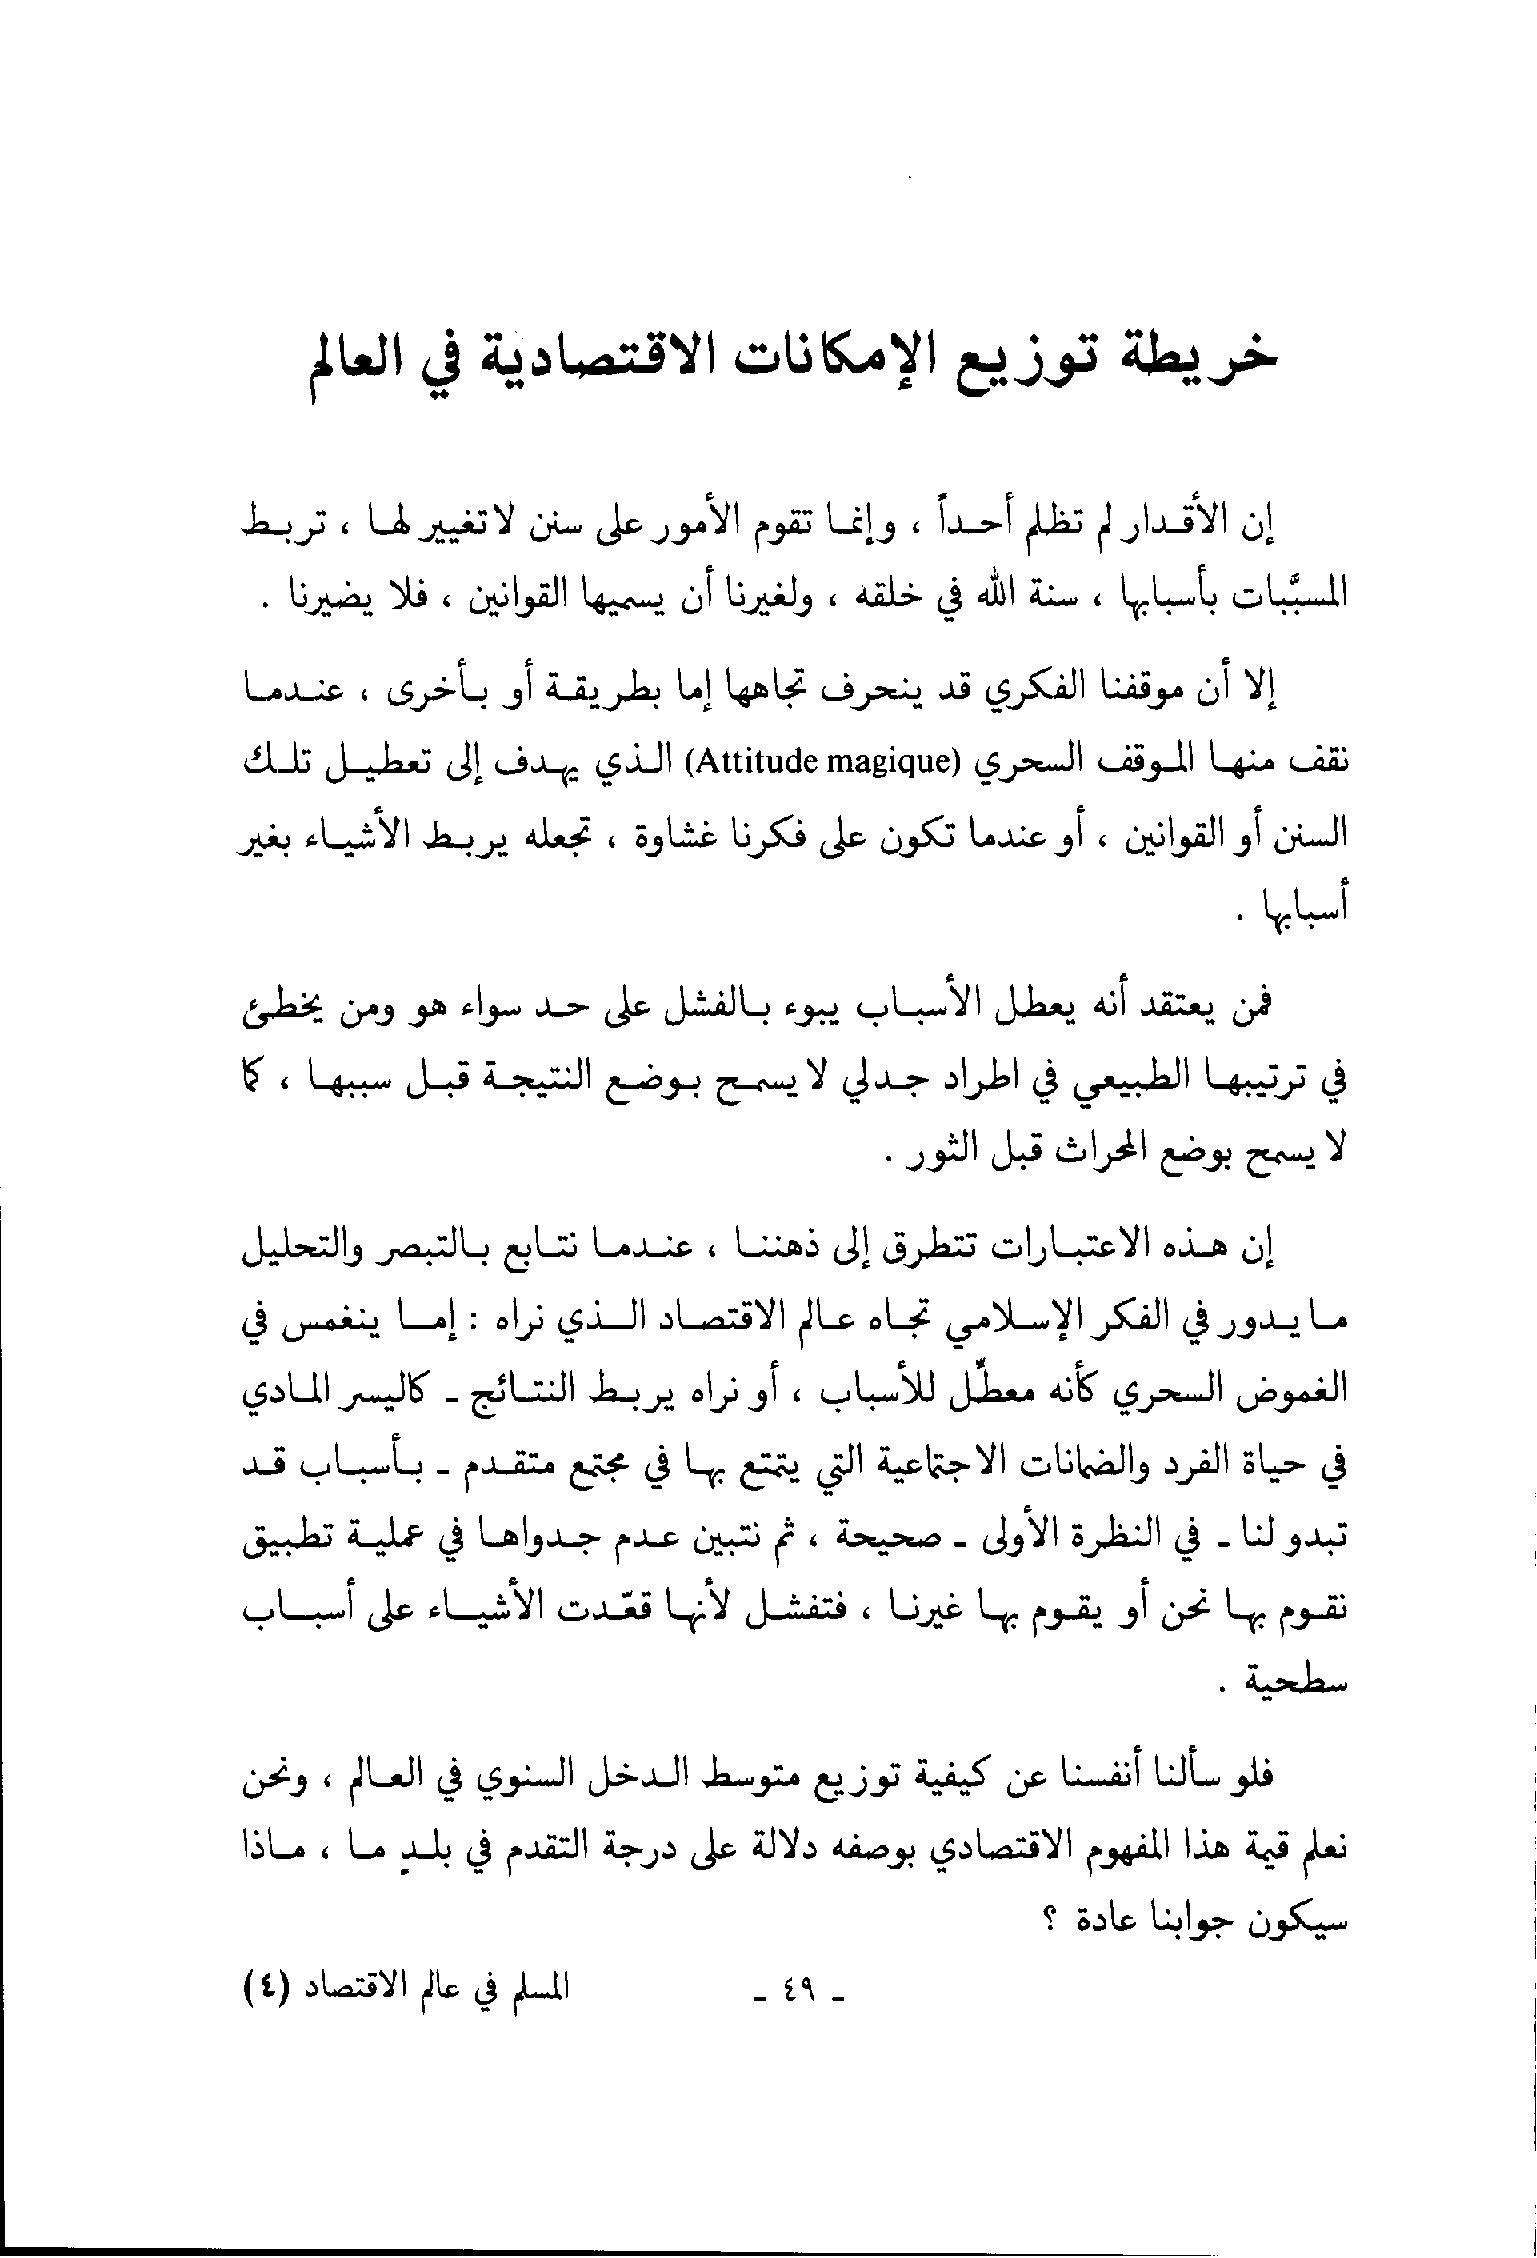 خريطة توزيع الإمكانات الاقتصادية في العالم
إن الأقدار لم تظلم أحداً ، وإنما تقوم الأمور على سنن لا تغيير لها ، تربط
المسبَّبات بأسبابها ، سنة الله في خلقه ، ولغيرنا أن يسميها القوانين ، فلا يضيرنا .
إلا أن موقفنا الفكري قد ينحرف تجاهها إما بطريقة أو بأخرى ، عندما
نقف منها الموقف السحري (Attitude magique) الذي يهدف إلى تعطيل تلك
السنن أو القوانين ، أو عندما تكون على فكرنا غشاوة ، تجعله يربط الأشياء بغير
أسبابها .
فمن يعتقد أنه يعطل الأسباب يبوء بالفشل على حد سواء هو ومن يخطئ
في ترتيبها الطبيعي في اطراد جدلي لا يسمح بوضع النتيجة قبل سببها ، كما
لا يسمح بوضع المحراث قبل الثور .
إن هذه الاعتبارات تتطرق إلى ذهننا ، عندما نتابع بالتبصر والتحليل
ما يدور في الفكر الإسلامي تجاه عالم الاقتصاد الذي نراه : إما ينغمس في
الغموض السحري كأنه معطِّل للأسباب ، أو نراه يربط النتائج - كاليسر المادي
في حياة الفرد والضمانات الاجتماعية التي يتمتع بها في مجتمع متقدم - بأسباب قد
تبدو لنا - في النظرة الأولى - صحيحة ، ثم نتبين عدم جدواها في عملية تطبيق
نقوم بها نحن أو يقوم بها غيرنا ، فتفشل لأنها قعّدت الأشياء على أسباب
سطحية .
فلو سألنا أنفسنا عن كيفية توزيع متوسط الدخل السنوي في العالم ، ونحن
نعلم قيمة هذا المفهوم الاقتصادي بوصفه دلالة على درجة التقدم في بلدٍ ما ، ماذا
سيكون جوابنا عادة ؟
- ٤٩ -
المسلم في عالم الاقتصاد (٤)